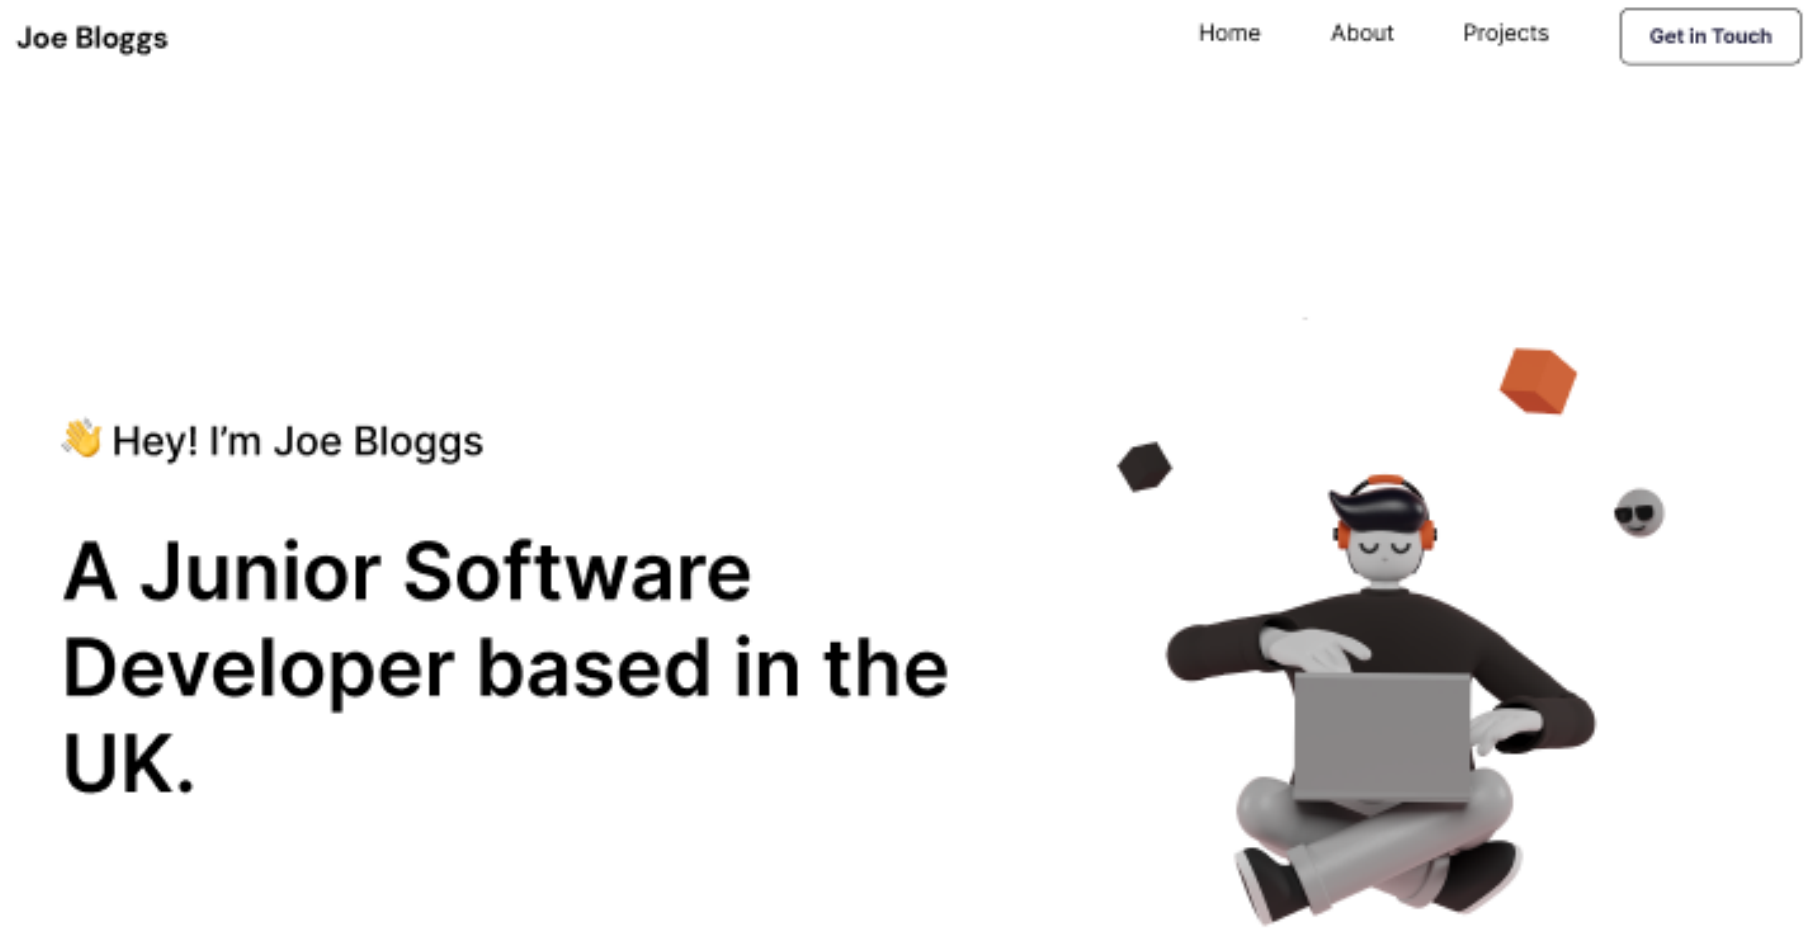 Joe Bloggs
Home About Projects Get in Touch
👋 Hey! I’m Joe Bloggs
A Junior Software
Developer based in the
UK.